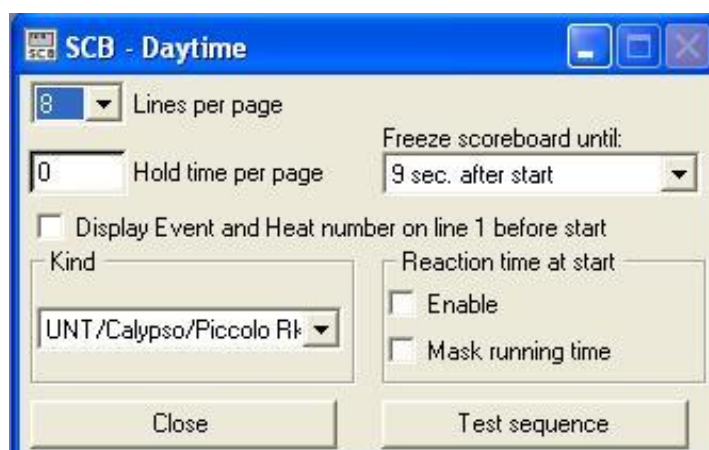 SCB SCB - Daytime
8 Lines per page
Freeze scoreboard until:
0 Hold time per page 9 sec. after start
Display Event and Heat number on line 1 before start
Kind Reaction time at start
Enable
UNT/Calypso/Piccolo
Mask running time
Close Test sequence